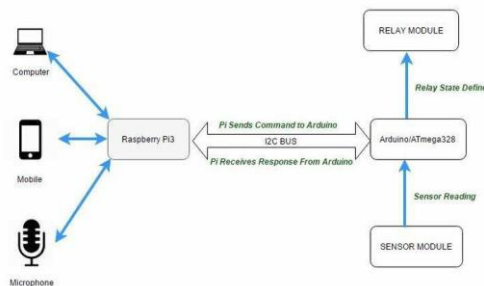 RELAY MODULE
Computer
Relay State Define
Pi Sends Command to Arduino
Mobile
Raspberry Pi3
I2C BUS
Arduino/ATmega328
Pi Receives Response From Arduino
Sensor Reading
Microphone
SENSOR MODULE